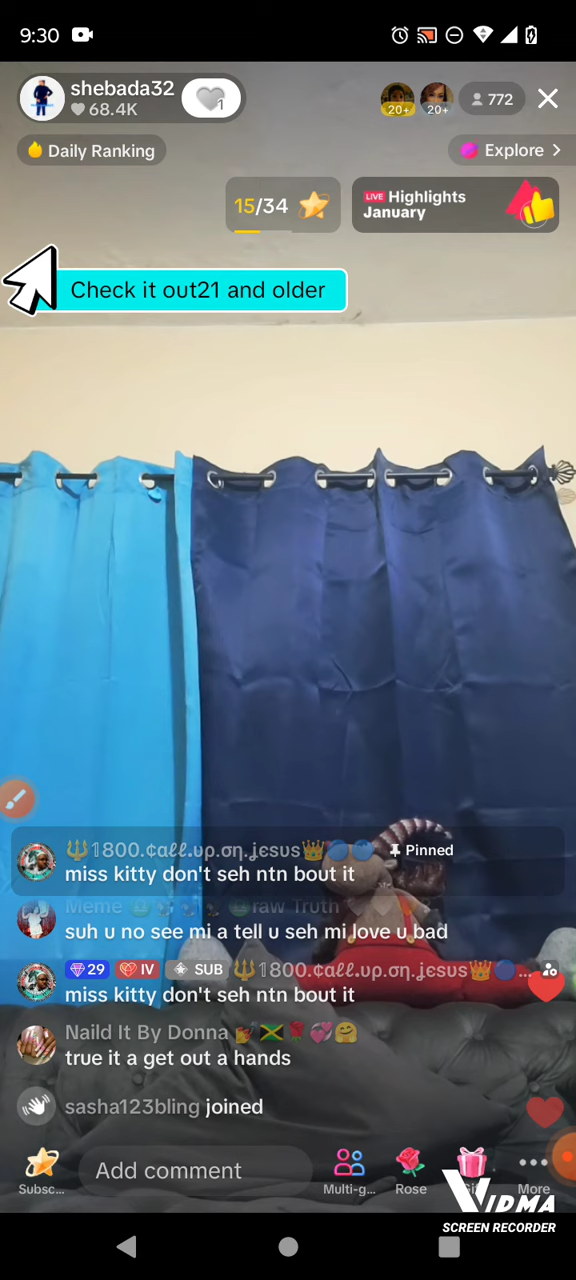 9:30
shebada32
68.4K
1
20+
20+
772
Daily Ranking
Explore
15/34
LIVE Highlights
January
Check it out21 and older
🔱1800.¢αℓℓ.υρ.ση.ʝєѕυѕ👑🔵🔵 Pinned
miss kitty don't seh ntn bout it
Meme raw Truth
suh u no see mi a tell u seh mi love u bad
29 IV SUB 🔱1800.¢αℓℓ.υρ.ση.ʝєѕυѕ👑🔵...
miss kitty don't seh ntn bout it
Naild It By Donna 💅🇯🇲🌹💞🤗
true it a get out a hands
sasha123bling joined
Add comment
Subsc...
Multi-g...
Rose
More
VIDMA
SCREEN RECORDER